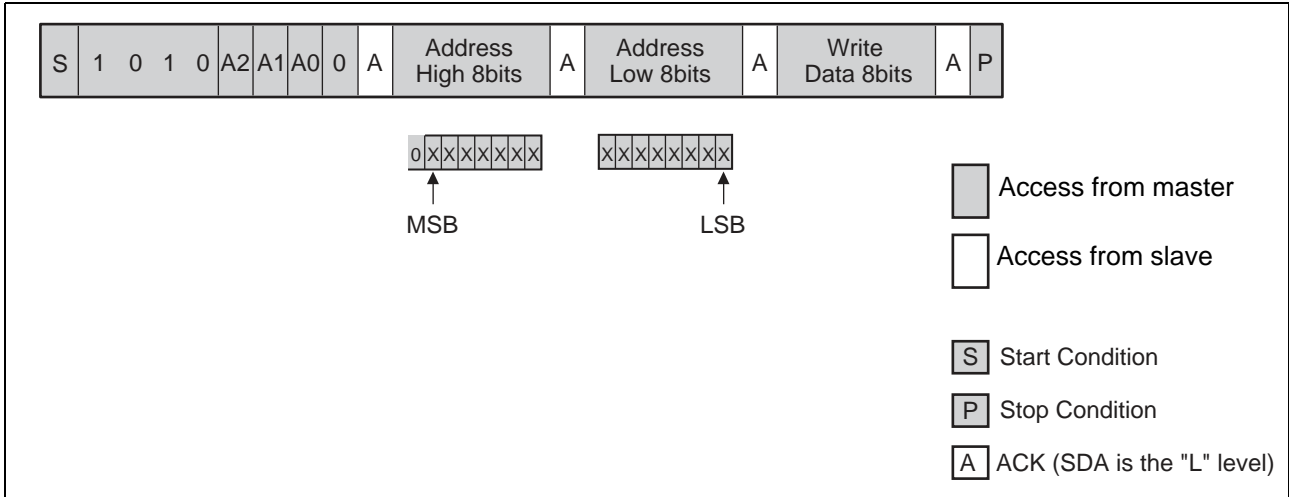 S 1 0 1 0 A2 A1 A0 0 A Address High 8bits A Address Low 8bits A Write Data 8bits A P
0 X X X X X X X X X X X X X X X
MSB LSB
Access from master
Access from slave
S Start Condition
P Stop Condition
A ACK (SDA is the "L" level)